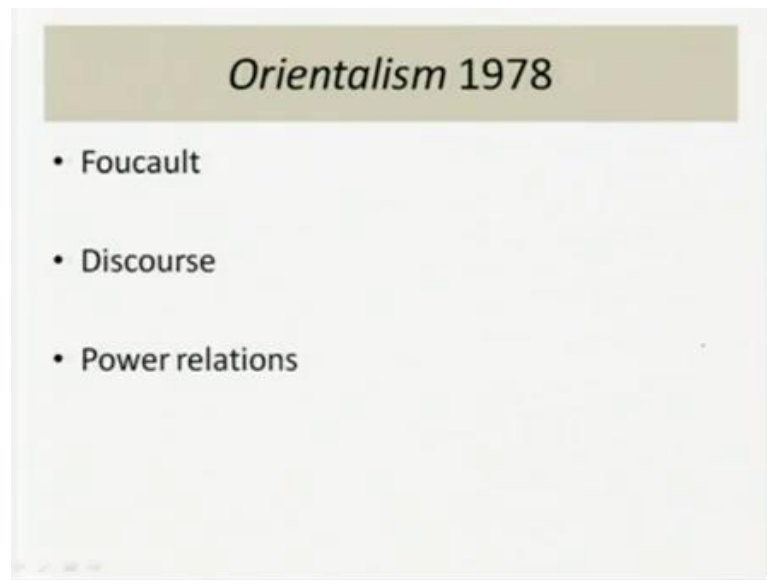 Orientalism 1978
• Foucault
• Discourse
• Power relations